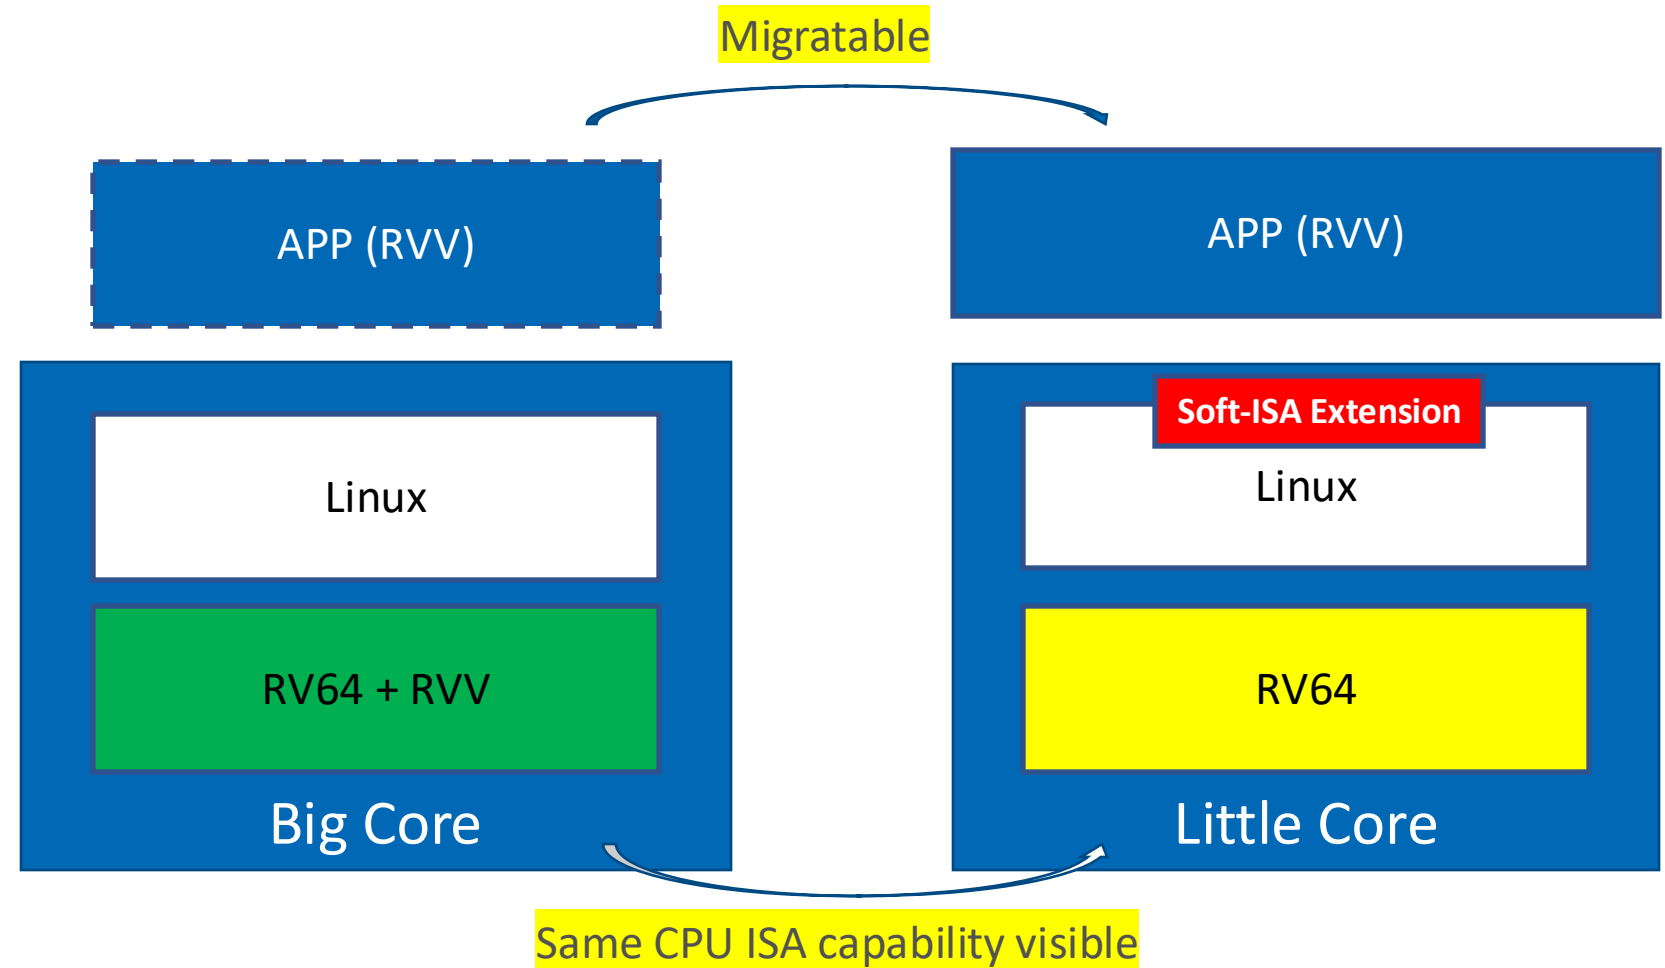 Migratable
APP (RVV)
APP (RVV)
Soft-ISA Extension
Linux
Linux
RV64 + RVV
RV64
Big Core
Little Core
Same CPU ISA capability visible